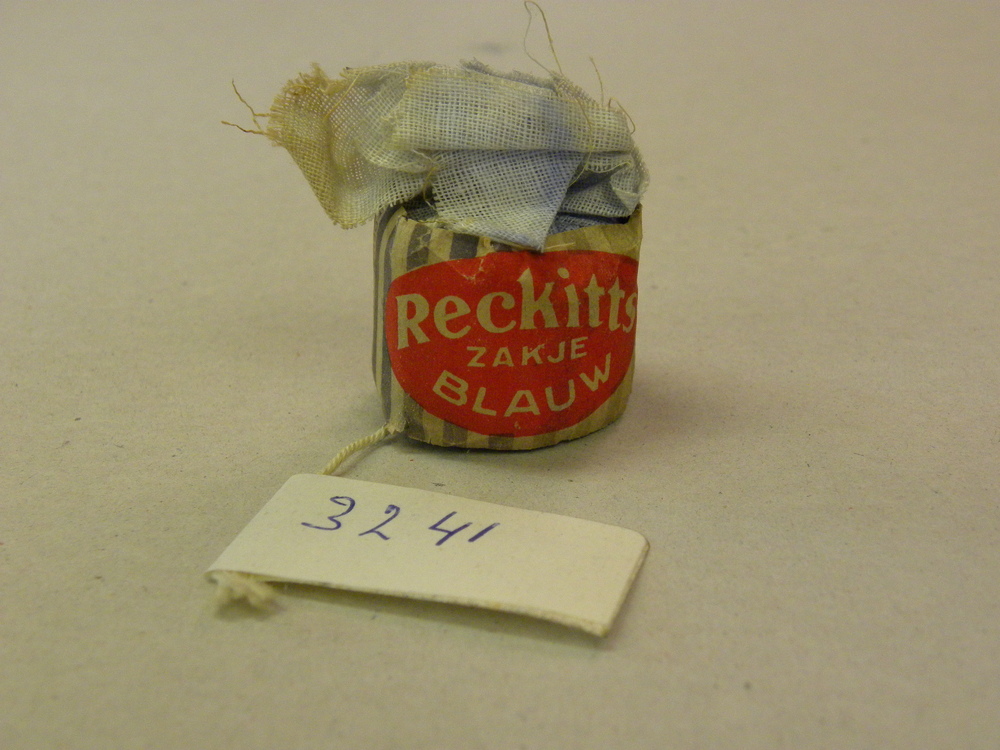 Reckitts
ZAKJE
BLAUW
3241